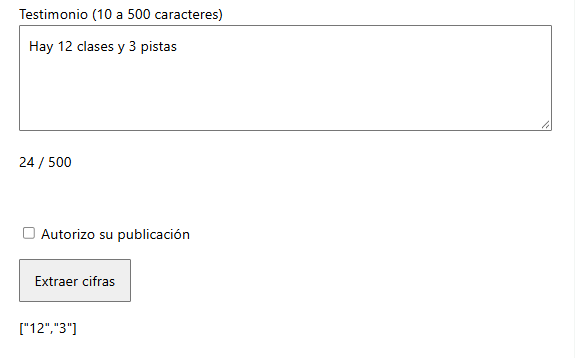 Testimonio (10 a 500 caracteres)
Hay 12 clases y 3 pistas
24 / 500
Autorizo su publicación
Extraer cifras
["12","3"]